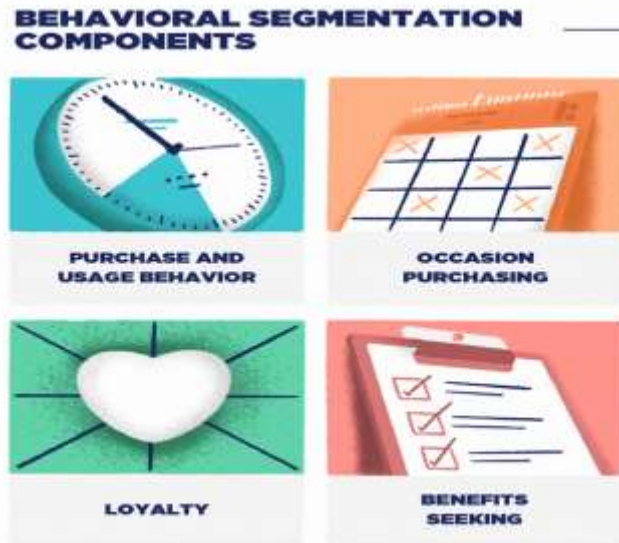 BEHAVIORAL SEGMENTATION
COMPONENTS
PURCHASE AND
USAGE BEHAVIOR
OCCASION
PURCHASING
LOYALTY
BENEFITS
SEEKING